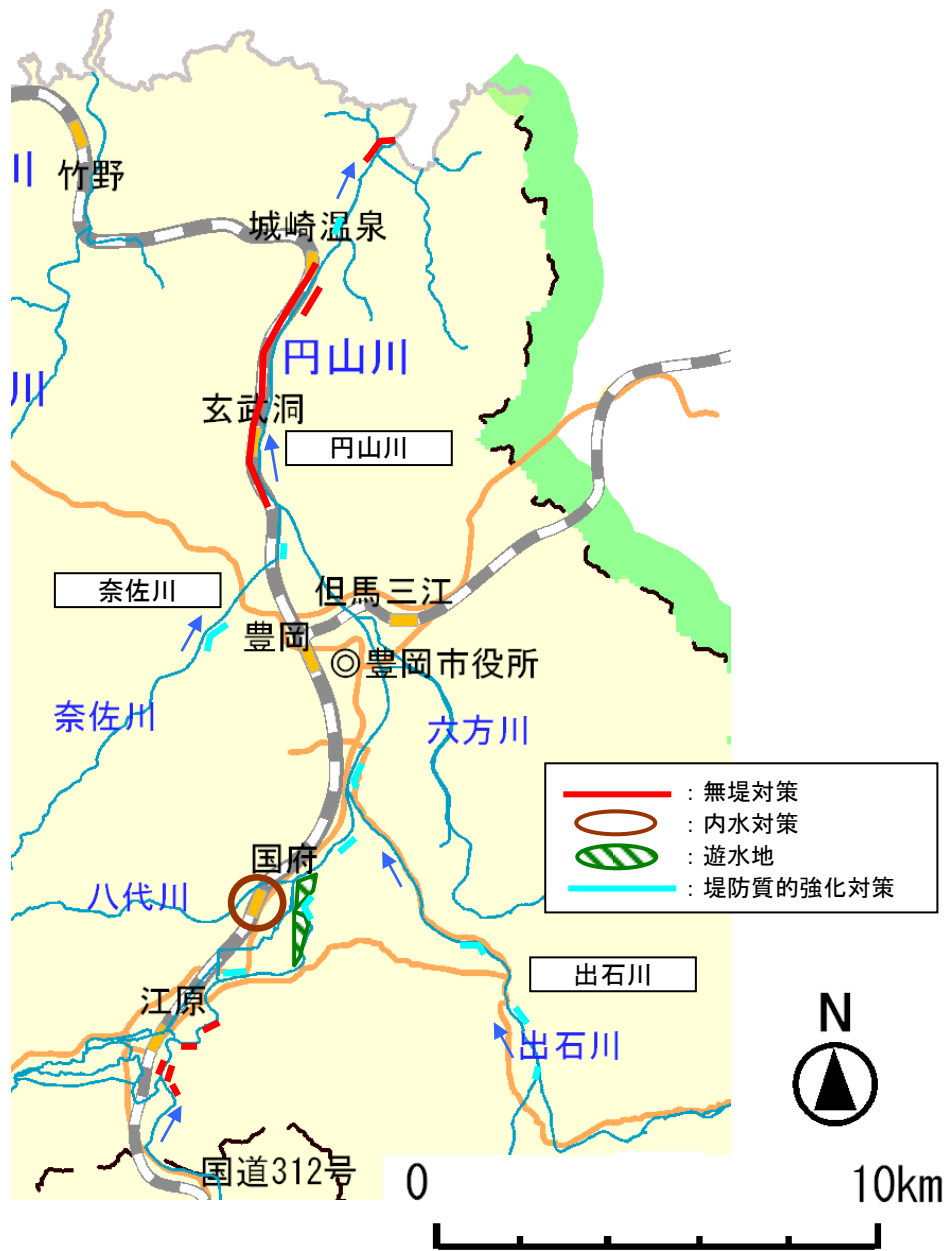 川
竹野
城崎温泉
円山川
川
玄武洞
円山川
奈佐川
但馬三江
豊岡
◎豊岡市役所
奈佐川
六方川
：無堤対策
：内水対策
：遊水地
：堤防質的強化対策
国府
八代川
出石川
江原
出石川
N
国道312号
0 10km